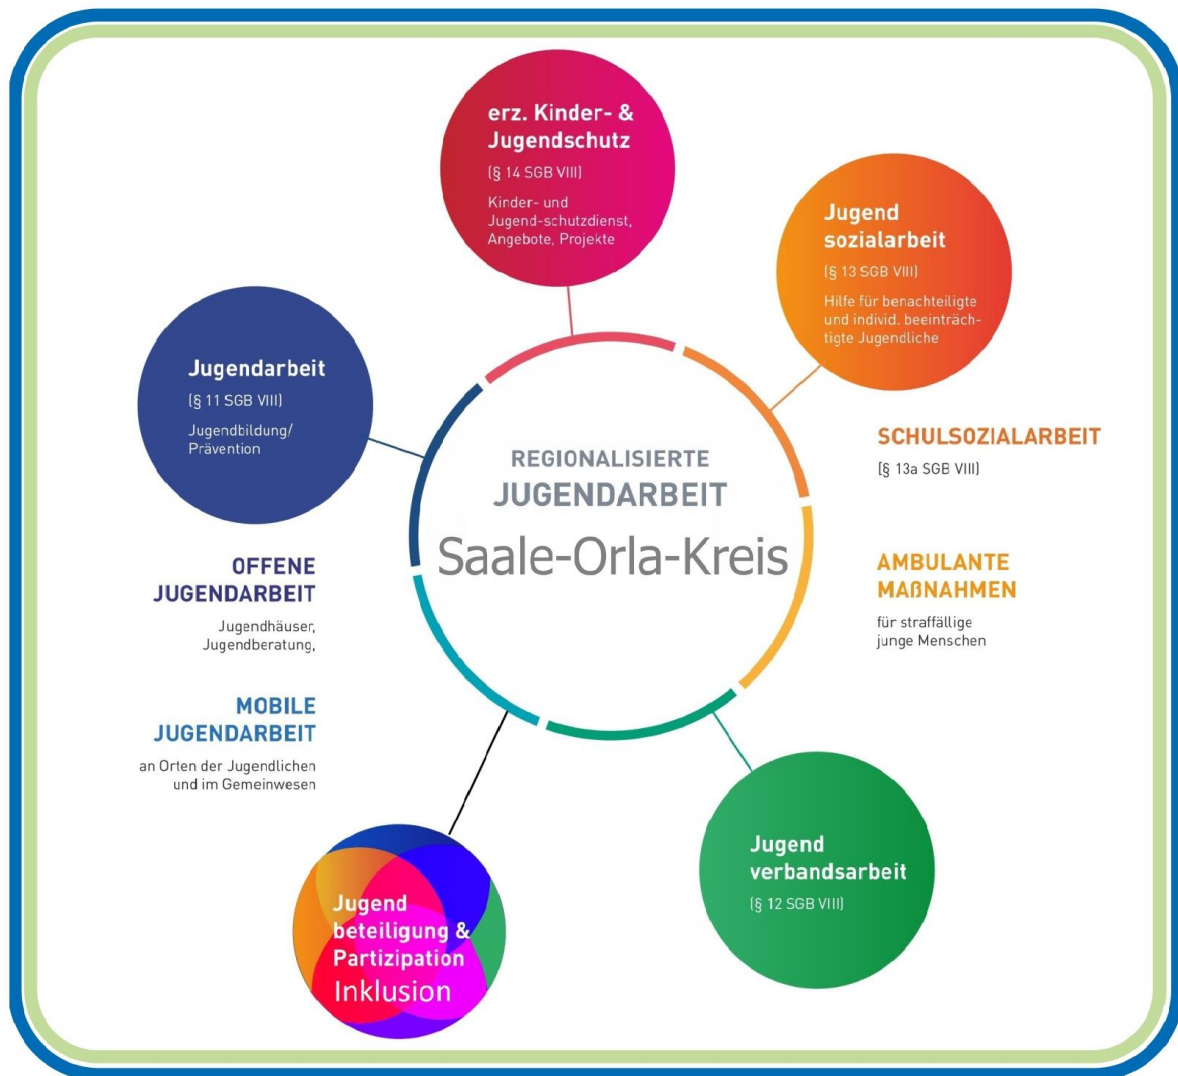 erz. Kinder- &
Jugendschutz
(§ 14 SGB VIII)
Kinder- und
Jugend-schutzdienst,
Angebote, Projekte
Jugend
sozialarbeit
(§ 13 SGB VIII)
Hilfe für benachteiligte
und individ. beeinträch-
tigte Jugendliche
Jugendarbeit
(§ 11 SGB VIII)
Jugendbildung/
Prävention
REGIONALISIERTE
JUGENDARBEIT
Saale-Orla-Kreis
SCHULSOZIALARBEIT
(§ 13a SGB VIII)
OFFENE
JUGENDARBEIT
Jugendhäuser,
Jugendberatung,
AMBULANTE
MAßNAHMEN
für straffällige
junge Menschen
MOBILE
JUGENDARBEIT
an Orten der Jugendlichen
und im Gemeinwesen
Jugend
beteiligung &
Partizipation
Inklusion
Jugend
verbandsarbeit
(§ 12 SGB VIII)